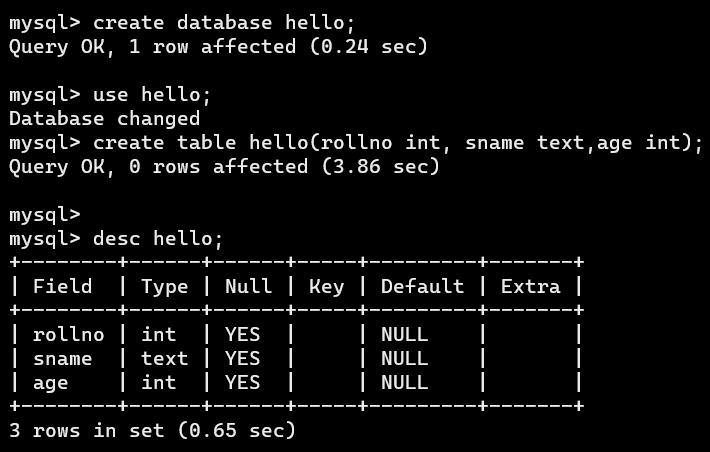 mysql> create database hello;
Query OK, 1 row affected (0.24 sec)

mysql> use hello;
Database changed
mysql> create table hello(rollno int, sname text,age int);
Query OK, 0 rows affected (3.86 sec)

mysql>
mysql> desc hello;
+--------+------+------+-----+---------+-------+
| Field  | Type | Null | Key | Default | Extra |
+--------+------+------+-----+---------+-------+
| rollno | int  | YES  |     | NULL    |       |
| sname  | text | YES  |     | NULL    |       |
| age    | int  | YES  |     | NULL    |       |
+--------+------+------+-----+---------+-------+
3 rows in set (0.65 sec)